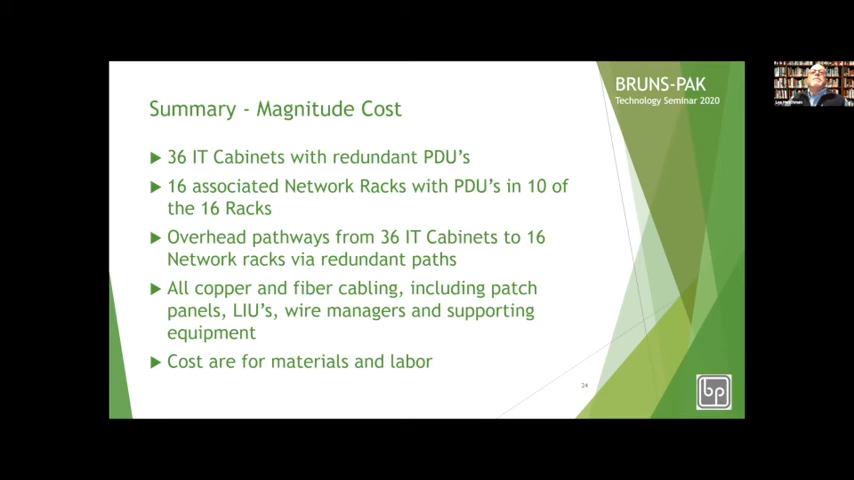 BRUNS-PAK
Technology Seminar 2020
Summary - Magnitude Cost
36 IT Cabinets with redundant PDU's
16 associated Network Racks with PDU's in 10 of
the 16 Racks
Overhead pathways from 36 IT Cabinets to 16
Network racks via redundant paths
All copper and fiber cabling, including patch
panels, LIU's, wire managers and supporting
equipment
Cost are for materials and labor
24
bp